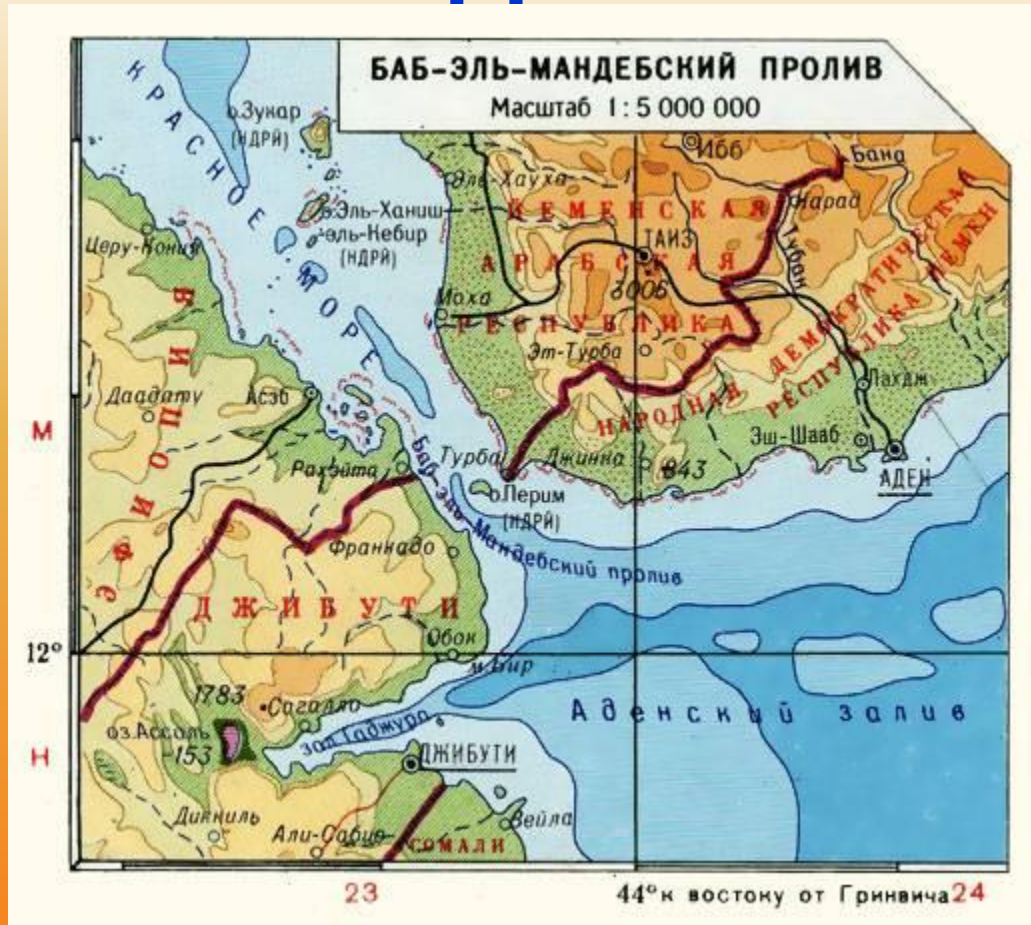 БАБ-ЭЛЬ-МАНДЕБСКИЙ ПРОЛИВ
Масштаб 1:5 000 000
КРАСНОЕ МОРЕ
о.Зукар
(НДРЙ)
Ибб
Бана
Эль-Хауха
о.Эль-Ханиш-
-эль-Кебир
(НДРЙ)
ЙЕМЕНСКАЯ
АРАБСКАЯ
РЕСПУБЛИКА
Тубан
Церу-Кония
ТАИЗ
3006
Моха
Эт-Турба
НАРОДНАЯ ДЕМОКРАТИЧЕСКАЯ
РЕСПУБЛИКА ЙЕМЕН
ЭФИОПИЯ
Даадату
Асэб
Лахдж
М
Эш-Шааб
АДЕН
Рахэйта
Турба
Джинка
843
о.Перим
(НДРЙ)
Баб-эль-Мандебский пролив
Франкадо
ДЖИБУТИ
Обок
12°
м.Бир
1783
Сагалло
Аденский залив
оз.Ассаль
-153
зал.Таджура
Н
ДЖИБУТИ
Диккиль
Али-Сабие
Вейла
СОМАЛИ
23
44° к востоку от Гринвича
24